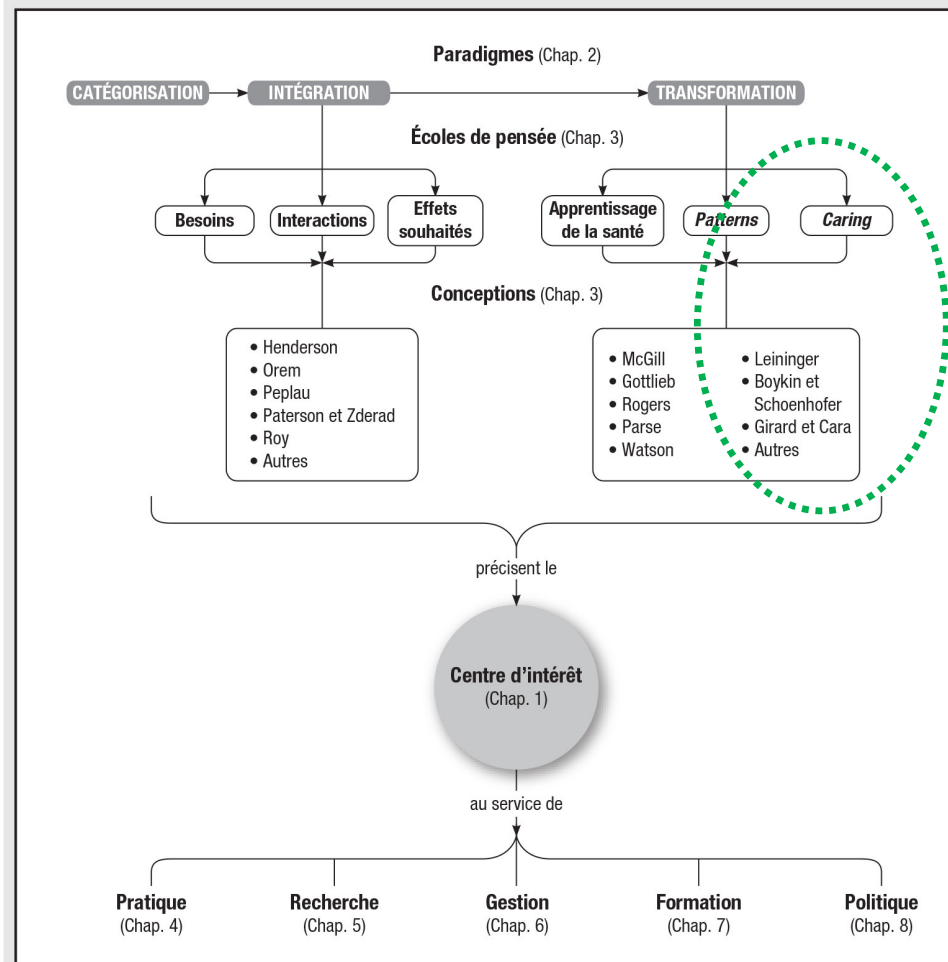 Paradigmes (Chap. 2)
CATÉGORISATION
INTÉGRATION
TRANSFORMATION
Écoles de pensée (Chap. 3)
Besoins
Interactions
Effets
souhaités
Apprentissage
de la santé
Patterns
Caring
Conceptions (Chap. 3)
• Henderson
• Orem
• Peplau
• Paterson et Zderad
• Roy
• Autres
• McGill
• Gottlieb
• Rogers
• Parse
• Watson
• Leininger
• Boykin et
Schoenhofer
• Girard et Cara
• Autres
précisent le
Centre d’intérêt
(Chap. 1)
au service de
Pratique
(Chap. 4)
Recherche
(Chap. 5)
Gestion
(Chap. 6)
Formation
(Chap. 7)
Politique
(Chap. 8)